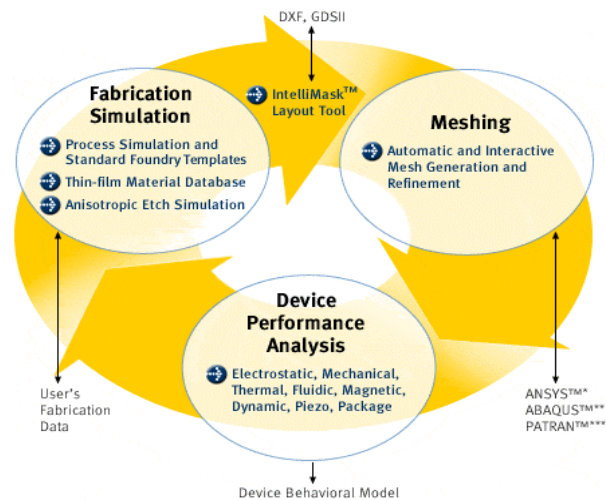 DXF, GDSII
IntelliMask™
Layout Tool
Fabrication
Simulation
Process Simulation and
Standard Foundry Templates
Thin-film Material Database
Anisotropic Etch Simulation
Meshing
Automatic and Interactive
Mesh Generation and
Refinement
Device
Performance
Analysis
Electrostatic, Mechanical,
Thermal, Fluidic, Magnetic,
Dynamic, Piezo, Package
User's
Fabrication
Data
ANSYS™*
ABAQUS™**
PATRAN™***
Device Behavioral Model